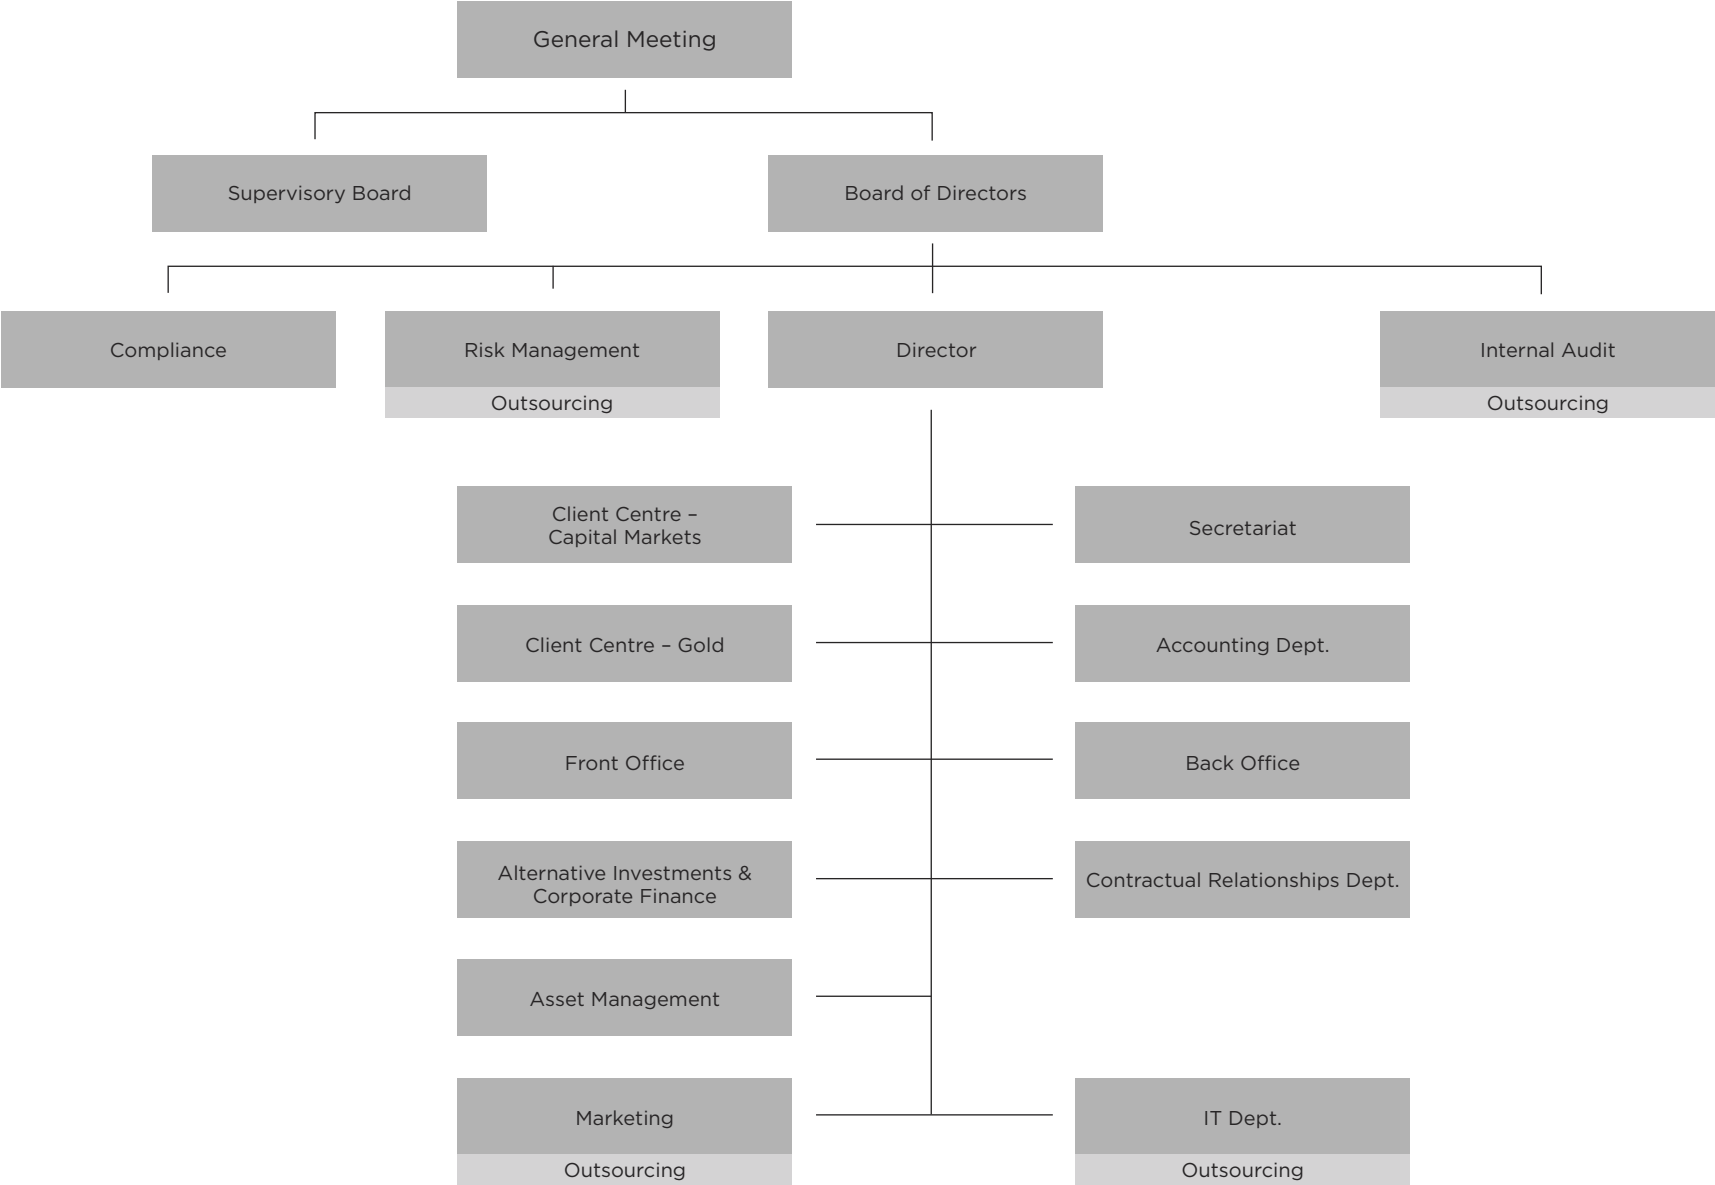 General Meeting
Supervisory Board
Board of Directors
Compliance
Risk Management
Outsourcing
Director
Internal Audit
Outsourcing
Client Centre –
Capital Markets
Secretariat
Client Centre – Gold
Accounting Dept.
Front Office
Back Office
Alternative Investments &
Corporate Finance
Contractual Relationships Dept.
Asset Management
Marketing
Outsourcing
IT Dept.
Outsourcing